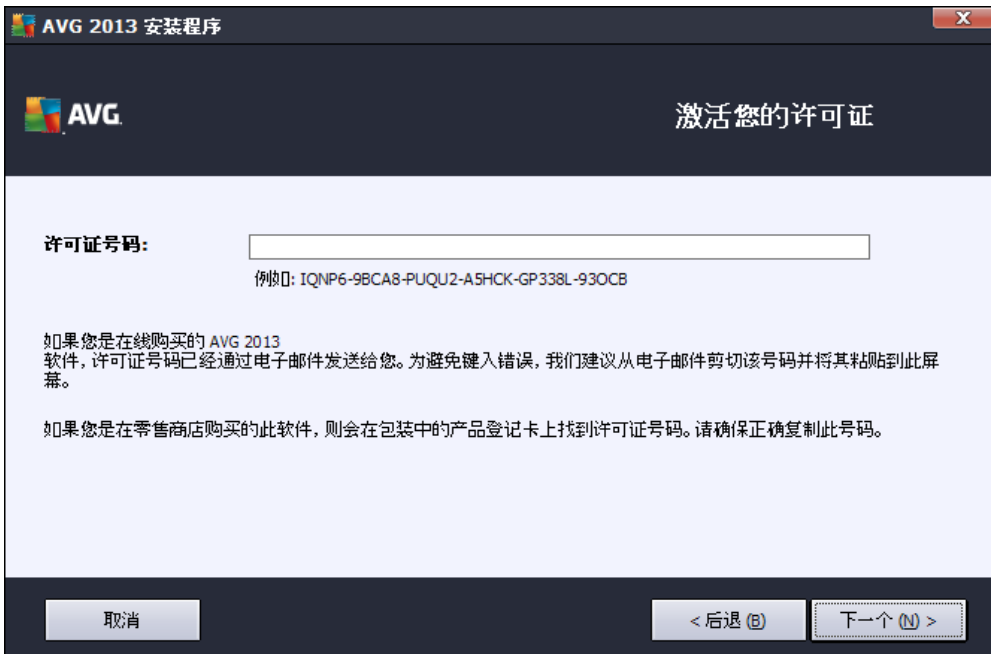 AVG 2013 安装程序
X
AVG.
激活您的许可证
许可证号码:
例如: IQNP6-9BCA8-PUQU2-A5HCK-GP338L-93OCB
如果您是在线购买的 AVG 2013
软件, 许可证号码已经通过电子邮件发送给您。为避免键入错误, 我们建议从电子邮件剪切该号码并将其粘贴到此屏
幕。
如果您是在零售商店购买的此软件, 则会在包装中的产品登记卡上找到许可证号码。请确保正确复制此号码。
取消
< 后退 (B)
下一个 (N) >